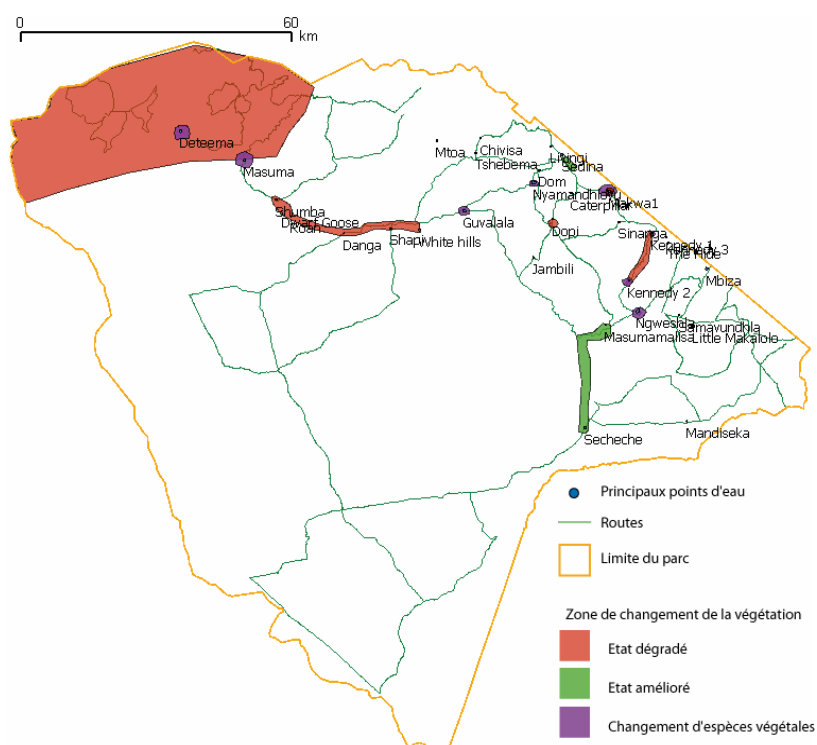 0
60
km
Deteema
Masuma
Mtoa
Chivisa
Tshebema
Sedina
Dom
Nyamandhlovu
Caterpillar
Makwa1
Shumba
Dwarf Goose
Roan
Danga
Shapi
White hills
Guvalala
Dopi
Sinanga
Kennedy 1
The Hide
Mbiza
Jambili
Kennedy 2
Ngweshla
Masumamalisa
Little Makalolo
Secheche
Mandiseka
Principaux points d'eau
Routes
Limite du parc
Zone de changement de la végétation
Etat dégradé
Etat amélioré
Changement d'espèces végétales